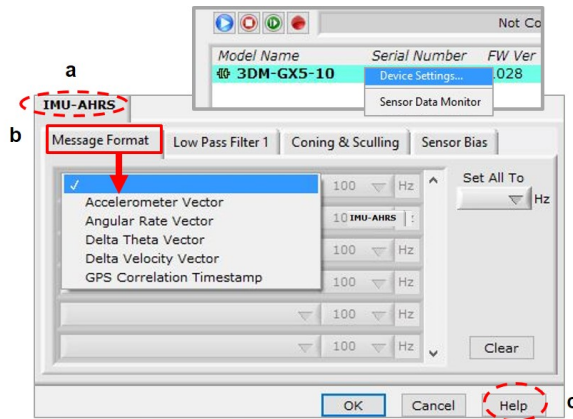 Not Co
Model Name Serial Number FW Ver
3DM-GX5-10 Device Settings... .028
Sensor Data Monitor
a
IMU-AHRS
b
Message Format Low Pass Filter 1 Coning & Sculling Sensor Bias
✓ 100 Hz Set All To
Accelerometer Vector Hz
Angular Rate Vector 10 IMU-AHRS
Delta Theta Vector 100 Hz
Delta Velocity Vector
GPS Correlation Timestamp 100 Hz
100 Hz
100 Hz Clear
OK Cancel Help c